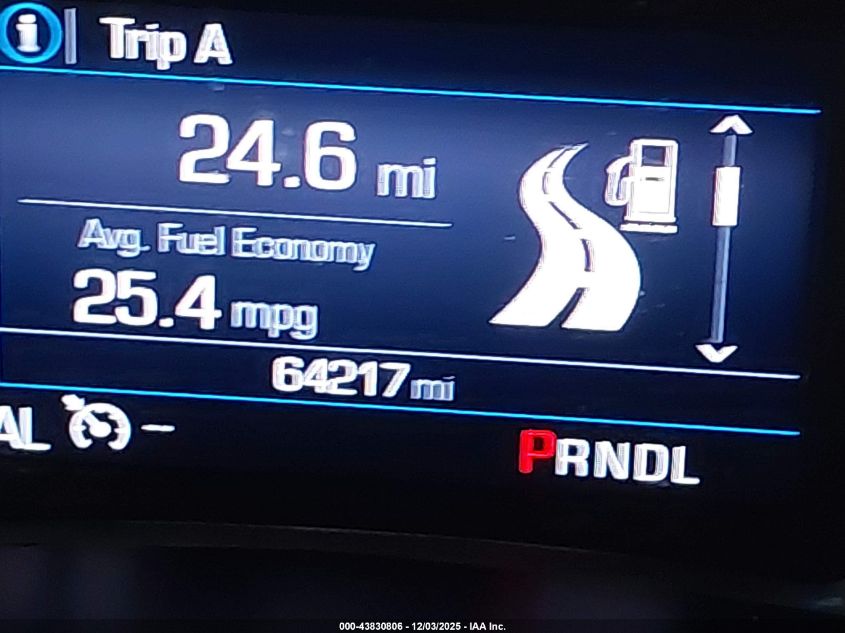 i Trip A
24.6 mi
Avg. Fuel Economy
25.4 mpg
64217 mi
AL --
PRNDL
000-43830806 - 12/03/2025 - IAA Inc.